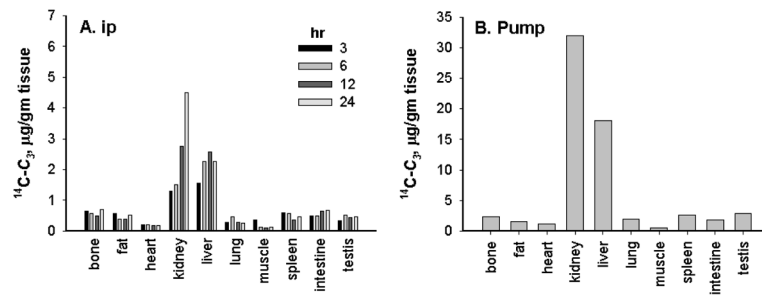 A. ip
hr
3
6
12
24
7
6
5
4
3
2
1
0
¹⁴C-C₃, μg/gm tissue
bone
fat
heart
kidney
liver
lung
muscle
spleen
intestine
testis
B. Pump
35
30
25
20
15
10
5
0
¹⁴C-C₃, μg/gm tissue
bone
fat
heart
kidney
liver
lung
muscle
spleen
intestine
testis